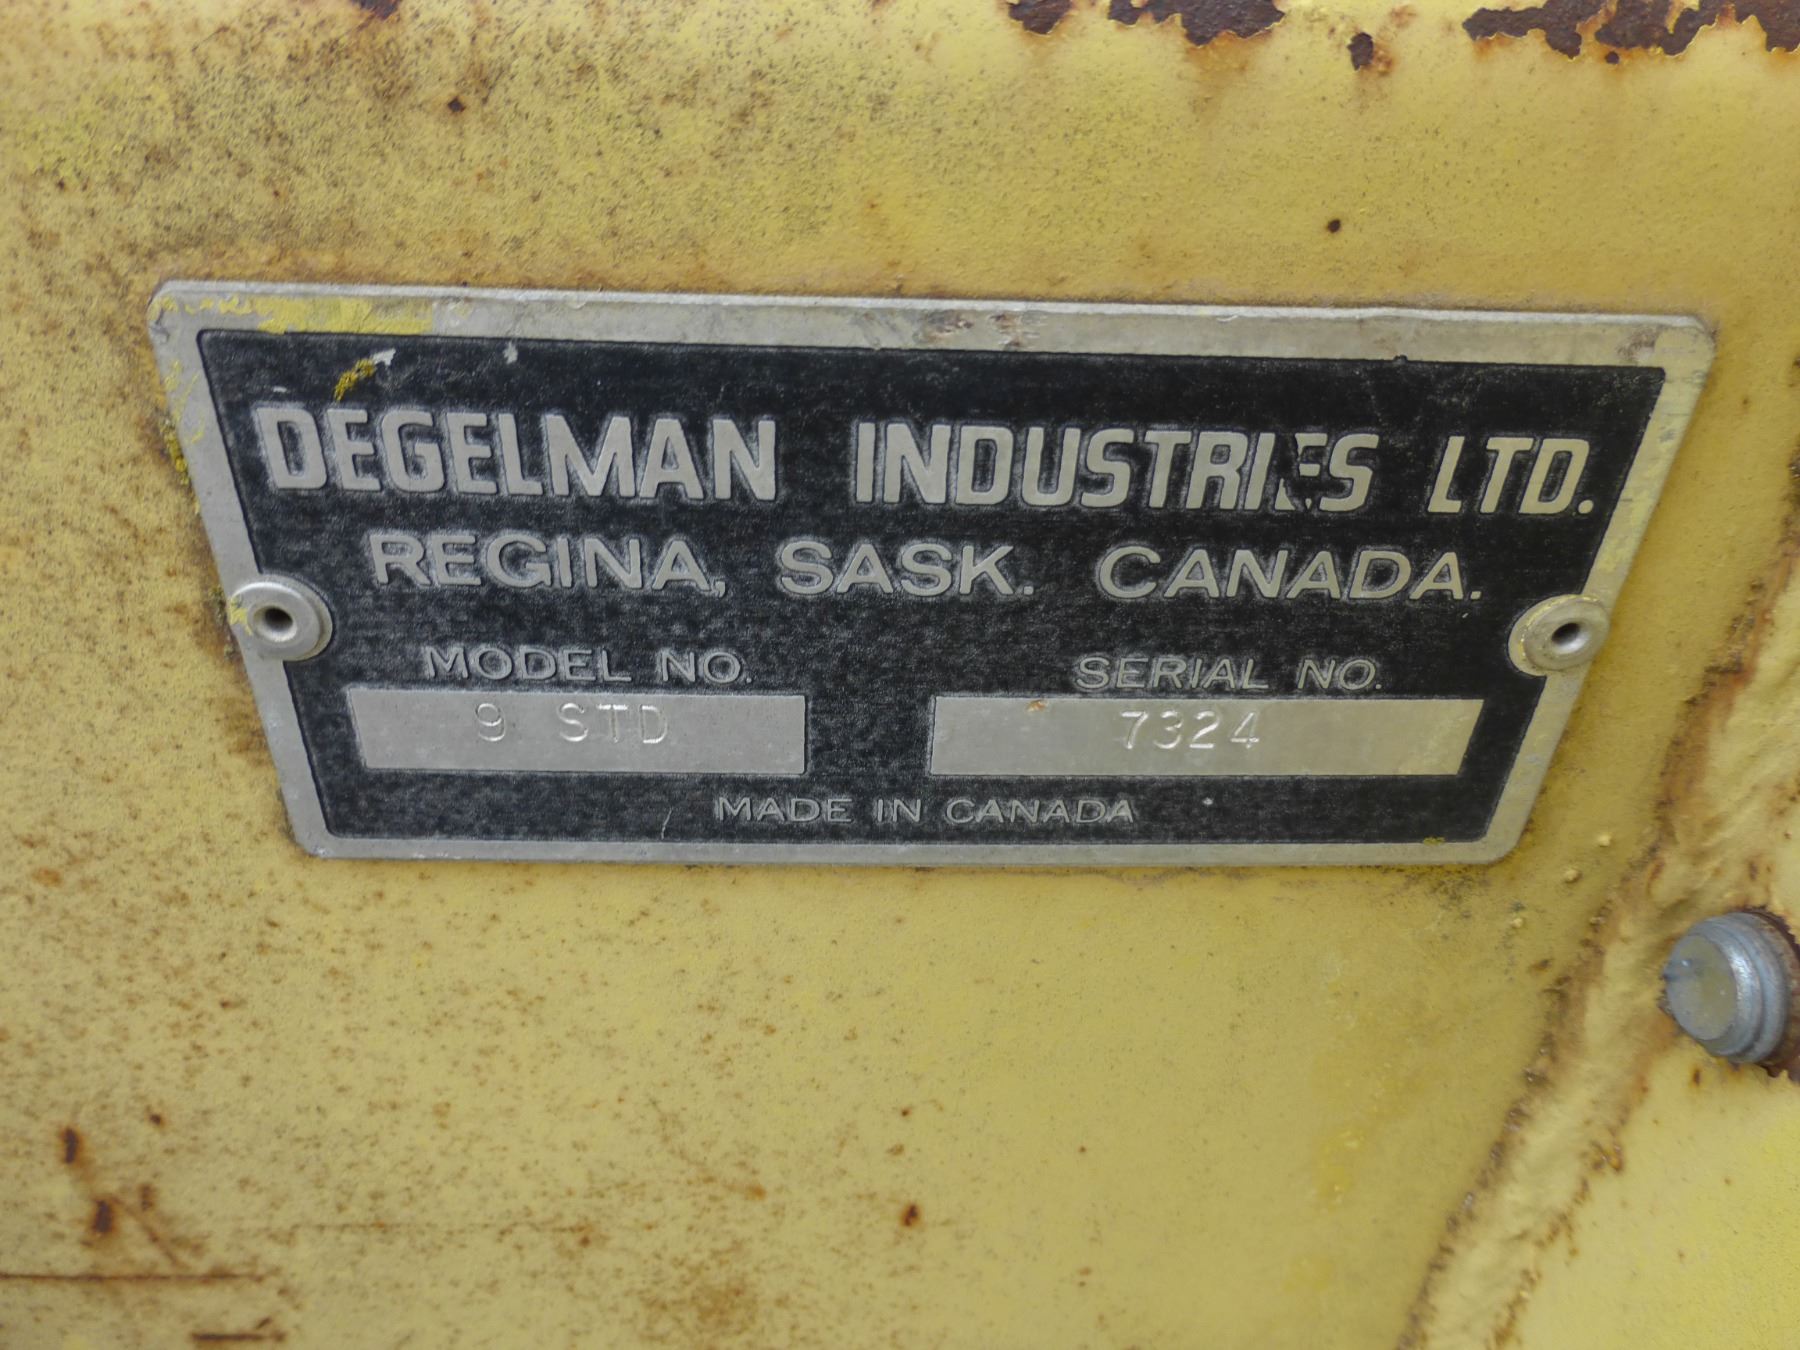 DEGELMAN INDUSTRIES LTD.
REGINA, SASK. CANADA.
MODEL NO. SERIAL NO.
9 STD 7324
MADE IN CANADA